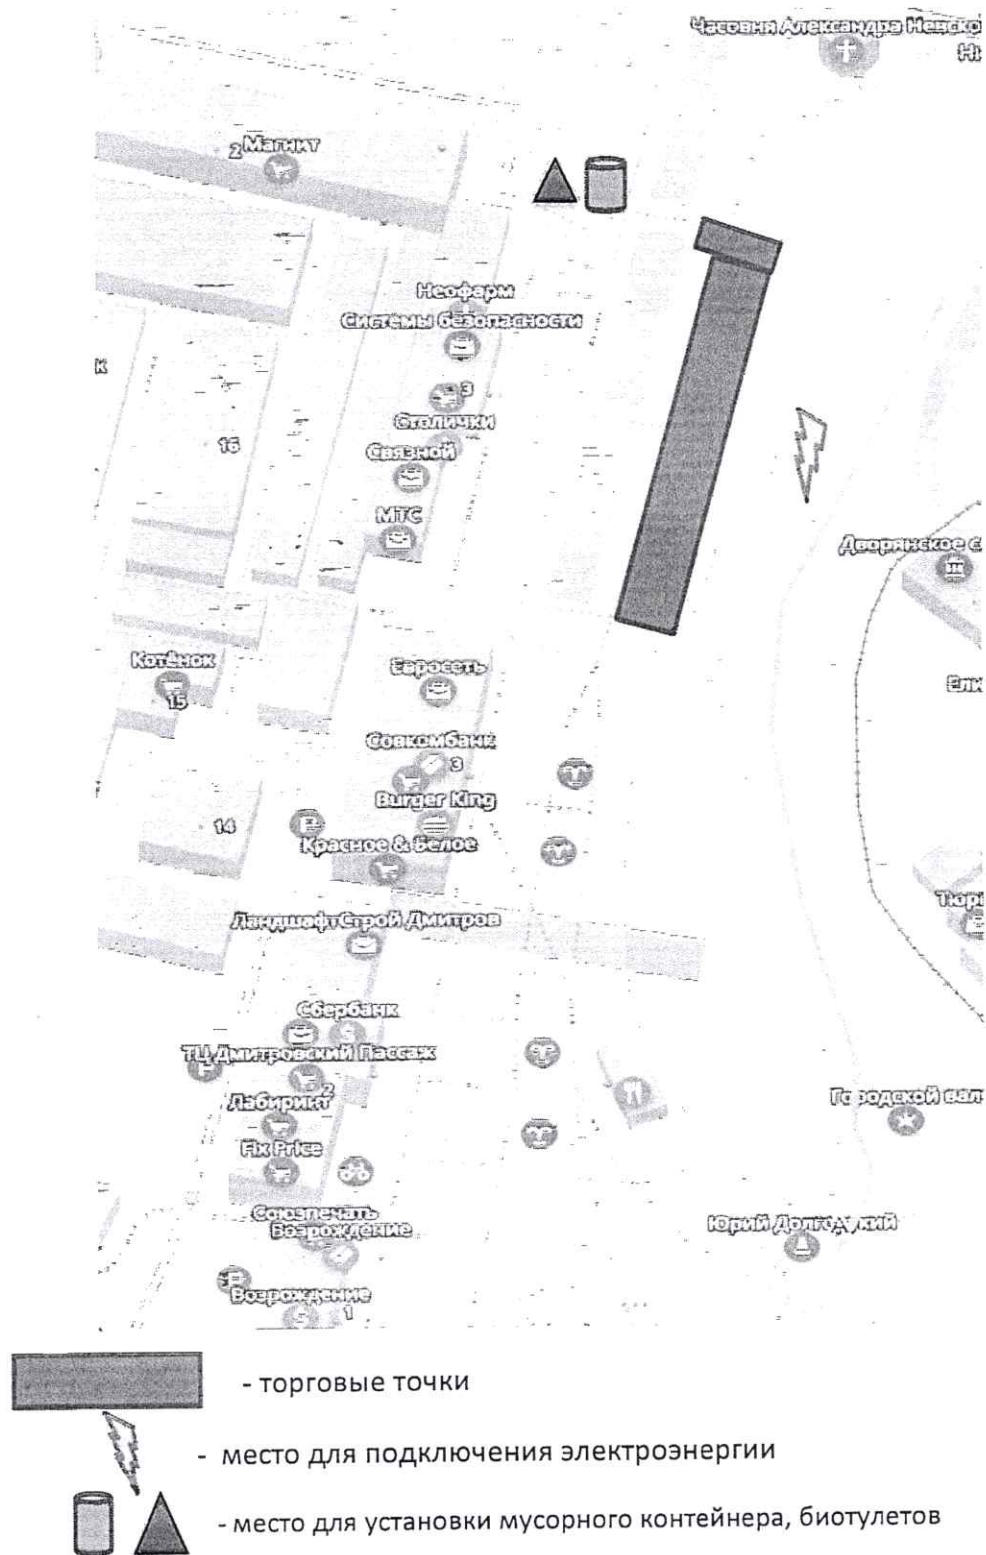 Часовня Александра Невско
Не
2 Магнит
Неофарм
Системы безопасности
к
3
Столички
16
Связной
МТС
Дворянское с
Котёнок
15
Евросеть
Ели
Совкомбанк
3
Burger King
14
Красное & Белое
Тюр
ЛандшафтСтрой Дмитров
Сбербанк
ТЦ Дмитровский Пассаж
2
Лабиринт
Городской вал
Fix Price
Союзпечать
Возрождение
Юрий Долгорукий
Возрождение
1
- торговые точки
- место для подключения электроэнергии
- место для установки мусорного контейнера, биотулетов